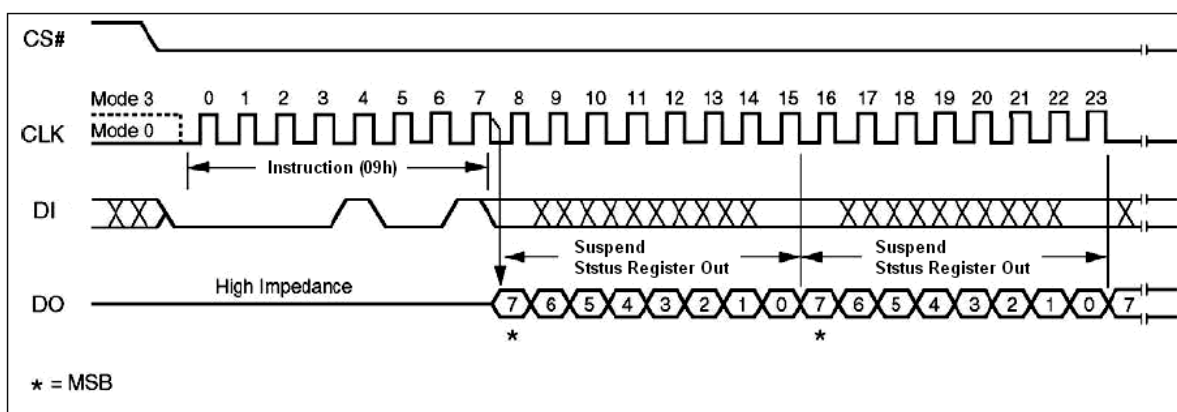 CS#
Mode 3
0 1 2 3 4 5 6 7 8 9 10 11 12 13 14 15 16 17 18 19 20 21 22 23
CLK
Mode 0
Instruction (09h)
DI
Suspend
Ststus Register Out
Suspend
Ststus Register Out
High Impedance
DO
7 6 5 4 3 2 1 0 7 6 5 4 3 2 1 0 7
* *
* = MSB